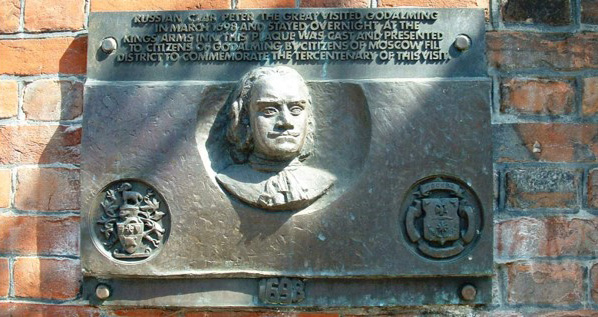 RUSSIAN CZAR PETER THE GREAT VISITED GODALMING
IN MARCH 1698 AND STAYED OVERNIGHT AT THE
KINGS ARMS INN. THIS PLAQUE WAS CAST AND PRESENTED
TO CITIZENS OF GODALMING BY CITIZENS OF MOSCOW FILI
DISTRICT TO COMMEMORATE THE TERCENTENARY OF THIS VISIT.
1698